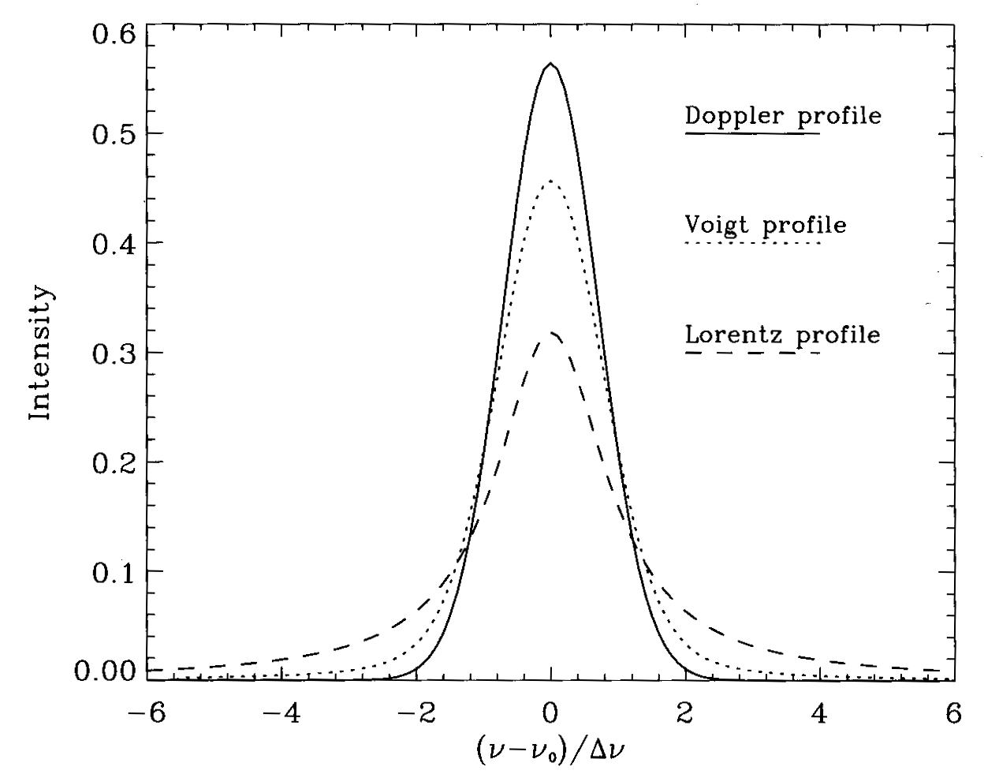 0.6
0.5
0.4
0.3
0.2
0.1
0.00
Intensity
Doppler profile
Voigt profile
Lorentz profile
−6 −4 −2 0 2 4 6
(ν−ν₀)/Δν